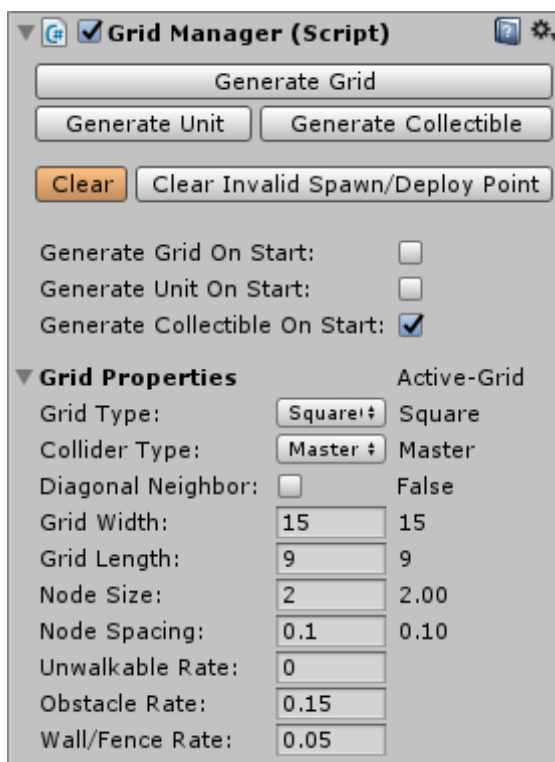 Grid Manager (Script)
Generate Grid
Generate Unit Generate Collectible
Clear Clear Invalid Spawn/Deploy Point
Generate Grid On Start:
Generate Unit On Start:
Generate Collectible On Start:
Grid Properties Active-Grid
Grid Type: Square Square
Collider Type: Master Master
Diagonal Neighbor: False
Grid Width: 15 15
Grid Length: 9 9
Node Size: 2 2.00
Node Spacing: 0.1 0.10
Unwalkable Rate: 0
Obstacle Rate: 0.15
Wall/Fence Rate: 0.05